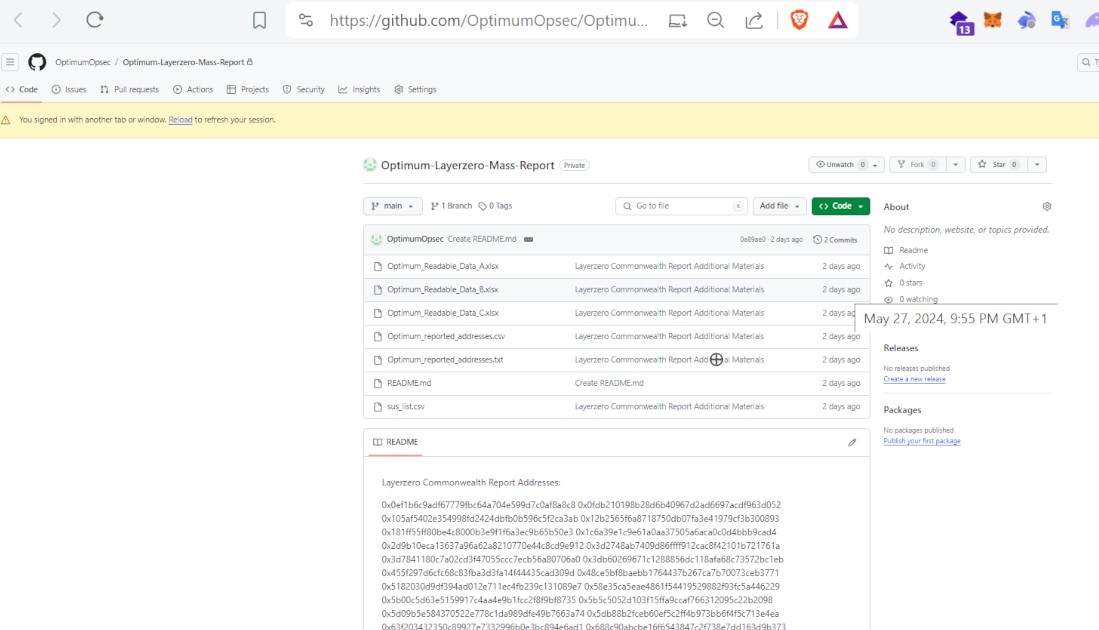 https://github.com/OptimumOpsec/Optimu...
13
OptimumOpsec / Optimum-Layerzero-Mass-Report
Code Issues Pull requests Actions Projects Security Insights Settings
You signed in with another tab or window. Reload to refresh your session.
Optimum-Layerzero-Mass-Report Private
Unwatch 0 Fork 0 Star 0
main 1 Branch 0 Tags Go to file Add file Code
OptimumOpsec Create README.md 0a89ae0 · 2 days ago 2 Commits
Optimum_Readable_Data_A.xlsx Layerzero Commonwealth Report Additional Materials 2 days ago
Optimum_Readable_Data_B.xlsx Layerzero Commonwealth Report Additional Materials 2 days ago
Optimum_Readable_Data_C.xlsx Layerzero Commonwealth Report Additional Materials 2 days ago
Optimum_reported_addresses.csv Layerzero Commonwealth Report Additional Materials 2 days ago
Optimum_reported_addresses.txt Layerzero Commonwealth Report Materials 2 days ago
README.md Create README.md 2 days ago
sus_list.csv Layerzero Commonwealth Report Additional Materials 2 days ago
About
No description, website, or topics provided.
Readme
Activity
0 stars
0 watching
May 27, 2024, 9:55 PM GMT+1
Releases
No releases published
Create a new release
Packages
No packages published
Publish your first package
README
Layerzero Commonwealth Report Addresses:
0x0ef1b6c9adf67779fbc64a704e599d7c0af8a8c8 0x0fdb210198b28d6b40967d2ad6697acdf963d052
0x105af5402e354998fd2424dbfb0b596c5f2ca3ab 0x12b2565f6a8718750db07fa3e41979cf3b300893
0x181ff55ff80be4c8000b3e9f1f6a3ec9b65b50e3 0x1c6a39e1c9e61a0aa37505a6aca0c0d4bbb9cad4
0x2d9b10eca13637a96a62a8210770e44c8cd9e912 0x3d2748ab7409d86ffff912cac8f42101b721761a
0x3d7841180c7a02cd3f47055ccc7ecb56a80706a0 0x3db60269671c1288856dc118afa68c73572bc1eb
0x455f297d6cfc68c83fba3d3fa14f44435cad309d 0x48ce5bf8baebb1764437b267ca7b70073ceb3771
0x5182030d9df394ad012e711ec4fb239c131089e7 0x58e35ca5eae4861f54419529882f93fc5a446229
0x5b00c5d63e5159917c4aa4e9b1fcc2f8f9bf8735 0x5b5c5052d103f15ffa9ccaf766312095c22b2098
0x5d09b5e584370522e778c1da989dfe49b7663a74 0x5db88b2fceb60ef5c2ff4b973bb6f4f5c713e4ea
0x63f203432350c89927e7332996b0e3bc894e6ad1 0x688c90abcbe16f6543847c2f738e7dd163d9b373